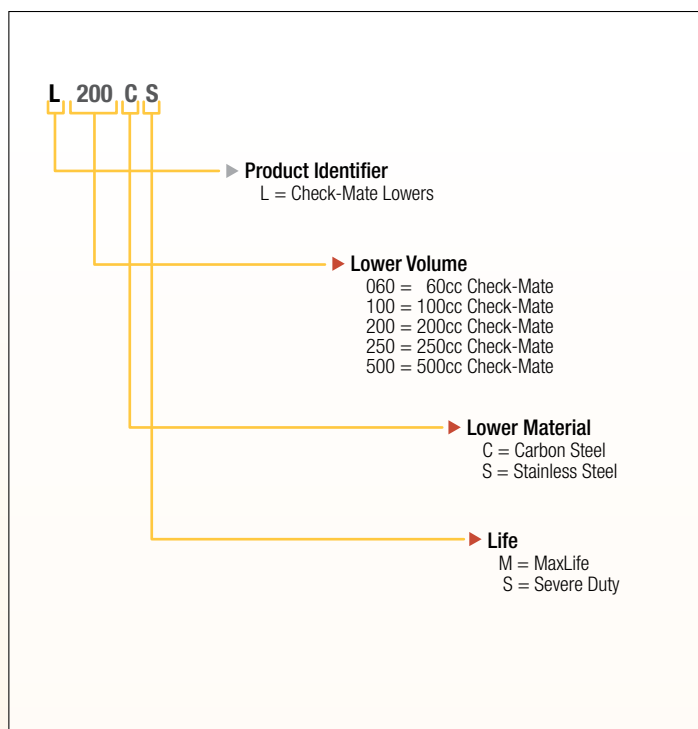 L 200 C S
Product Identifier
L = Check-Mate Lowers
Lower Volume
060 = 60cc Check-Mate
100 = 100cc Check-Mate
200 = 200cc Check-Mate
250 = 250cc Check-Mate
500 = 500cc Check-Mate
Lower Material
C = Carbon Steel
S = Stainless Steel
Life
M = MaxLife
S = Severe Duty